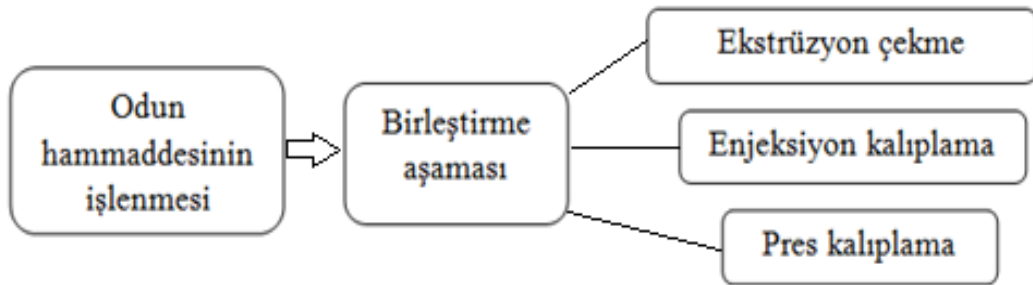 Odun
hammaddesinin
işlenmesi
Birleştirme
aşaması
Ekstrüzyon çekme
Enjeksiyon kalıplama
Pres kalıplama